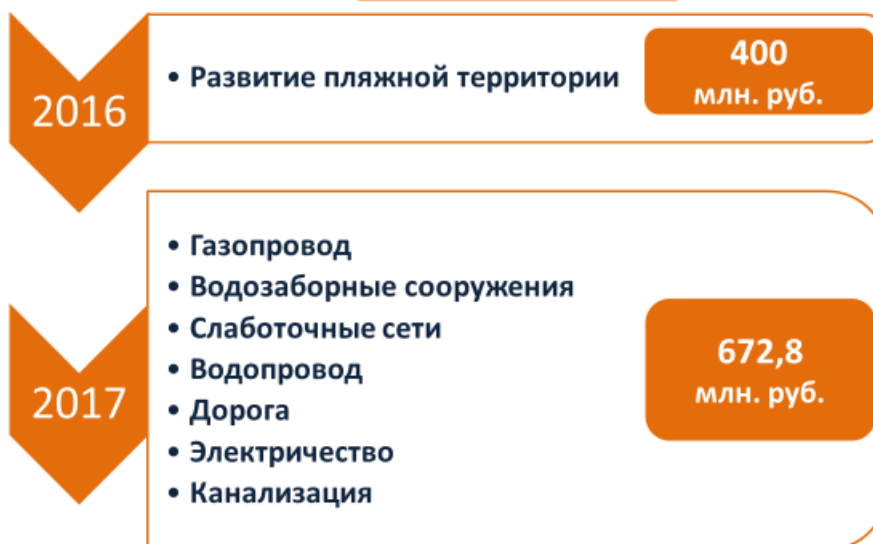 2016
• Развитие пляжной территории
400
млн. руб.
2017
• Газопровод
• Водозаборные сооружения
• Слаботочные сети
• Водопровод
• Дорога
• Электричество
• Канализация
672,8
млн. руб.